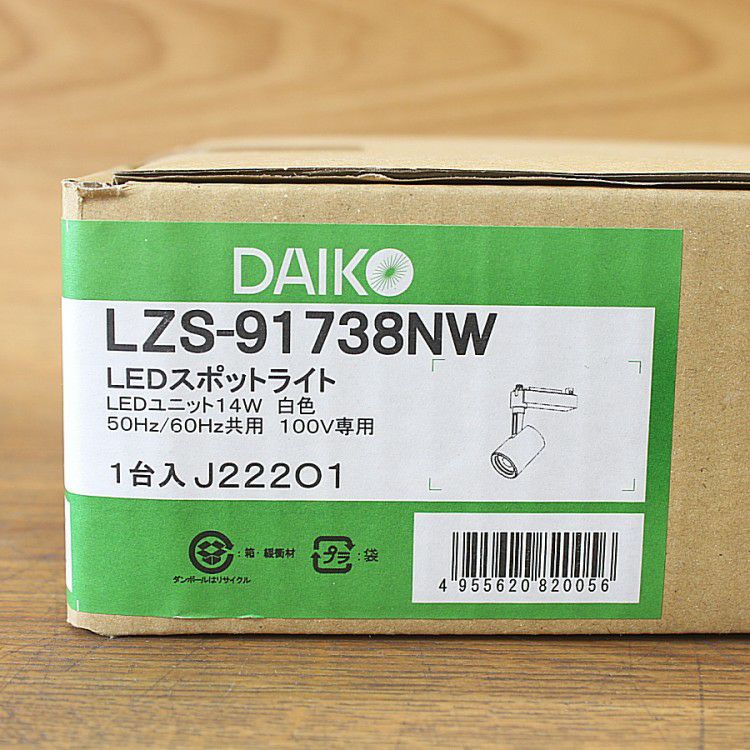 DAIKO
LZS-91738NW
LEDスポットライト
LEDユニット14W 白色
50Hz/60Hz共用 100V専用
1台入 J22201
:箱・緩衝材
ダンボールはリサイクル
プラ
:袋
4 955620 820056